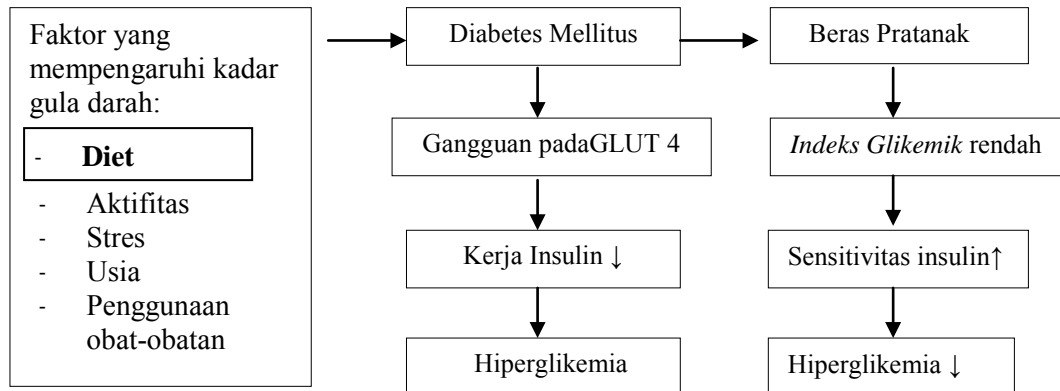 Faktor yang
mempengaruhi kadar
gula darah:
- Diet
- Aktifitas
- Stres
- Usia
- Penggunaan
obat-obatan
Diabetes Mellitus
Gangguan padaGLUT 4
Kerja Insulin ↓
Hiperglikemia
Beras Pratanak
Indeks Glikemik rendah
Sensitivitas insulin↑
Hiperglikemia ↓